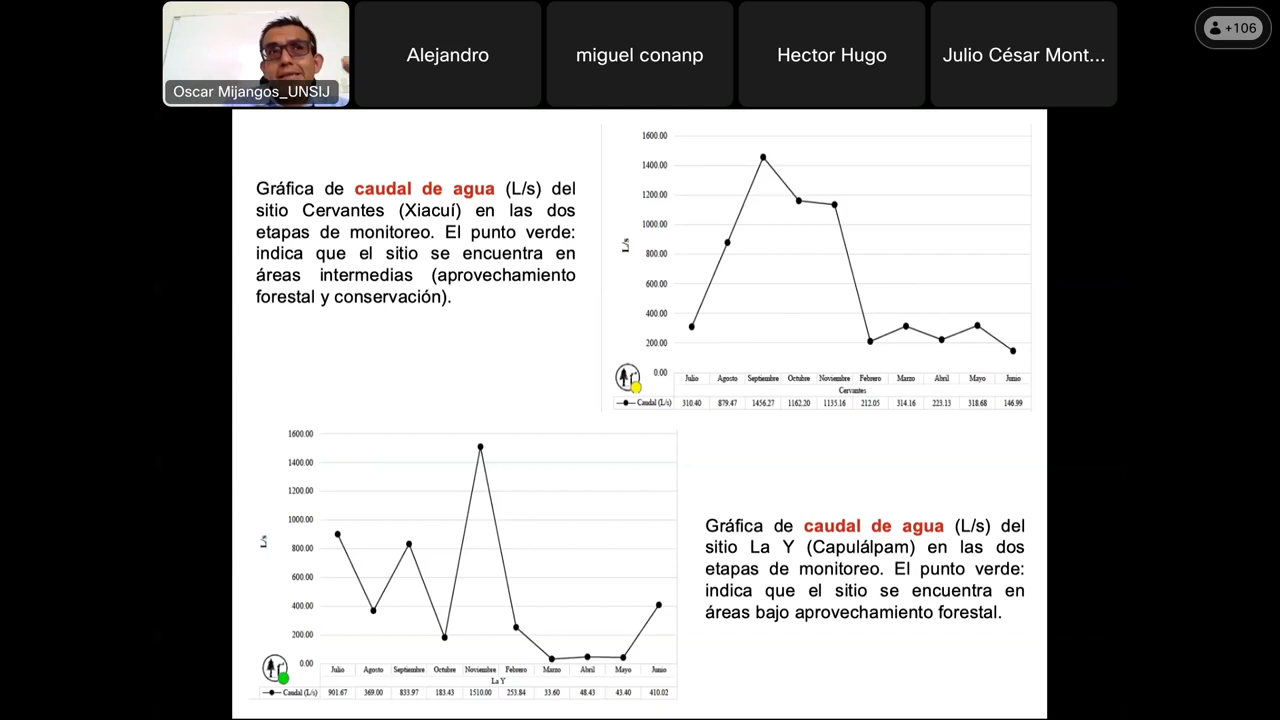 Oscar Mijangos_UNSIJ
Alejandro
miguel conanp
Hector Hugo
Julio César Mont...
+106
Gráfica de caudal de agua (L/s) del
sitio Cervantes (Xiacuí) en las dos
etapas de monitoreo. El punto verde:
indica que el sitio se encuentra en
áreas intermedias (aprovechamiento
forestal y conservación).
1600.00
1400.00
1200.00
1000.00
800.00
600.00
400.00
200.00
0.00
L/s
Julio Agosto Septiembre Octubre Noviembre Febrero Marzo Abril Mayo Junio
Cervantes
Caudal (L/s) 310.40 879.47 1456.27 1162.20 1135.16 212.05 314.16 223.13 318.68 146.99
1600.00
1400.00
1200.00
1000.00
800.00
600.00
400.00
200.00
0.00
L/s
Julio Agosto Septiembre Octubre Noviembre Febrero Marzo Abril Mayo Junio
La Y
Caudal (L/s) 901.67 369.00 833.97 183.43 1510.00 253.84 33.60 48.43 43.40 410.02
Gráfica de caudal de agua (L/s) del
sitio La Y (Capulálpam) en las dos
etapas de monitoreo. El punto verde:
indica que el sitio se encuentra en
áreas bajo aprovechamiento forestal.